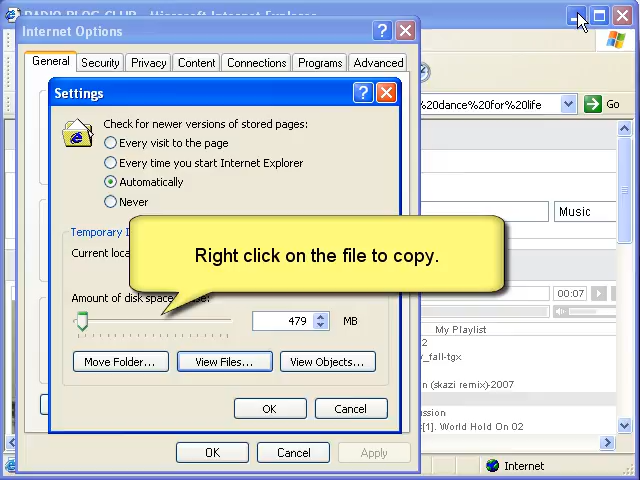 RADIO.BLOG.CLUB - Microsoft Internet Explorer
Internet Options
General
Security
Privacy
Content
Connections
Programs
Advanced
%20dance%20for%20life
Go
Settings
Check for newer versions of stored pages:
Every visit to the page
Every time you start Internet Explorer
Automatically
Never
Music
Temporary
Current
Right click on the file to copy.
Amount of disk space
479
MB
00:07
My Playlist
2
y_fall-tgx
Move Folder...
View Files...
View Objects...
n (skazi remix)-2007
OK
Cancel
ussion
[1]. World Hold On 02
OK
Cancel
Apply
Internet